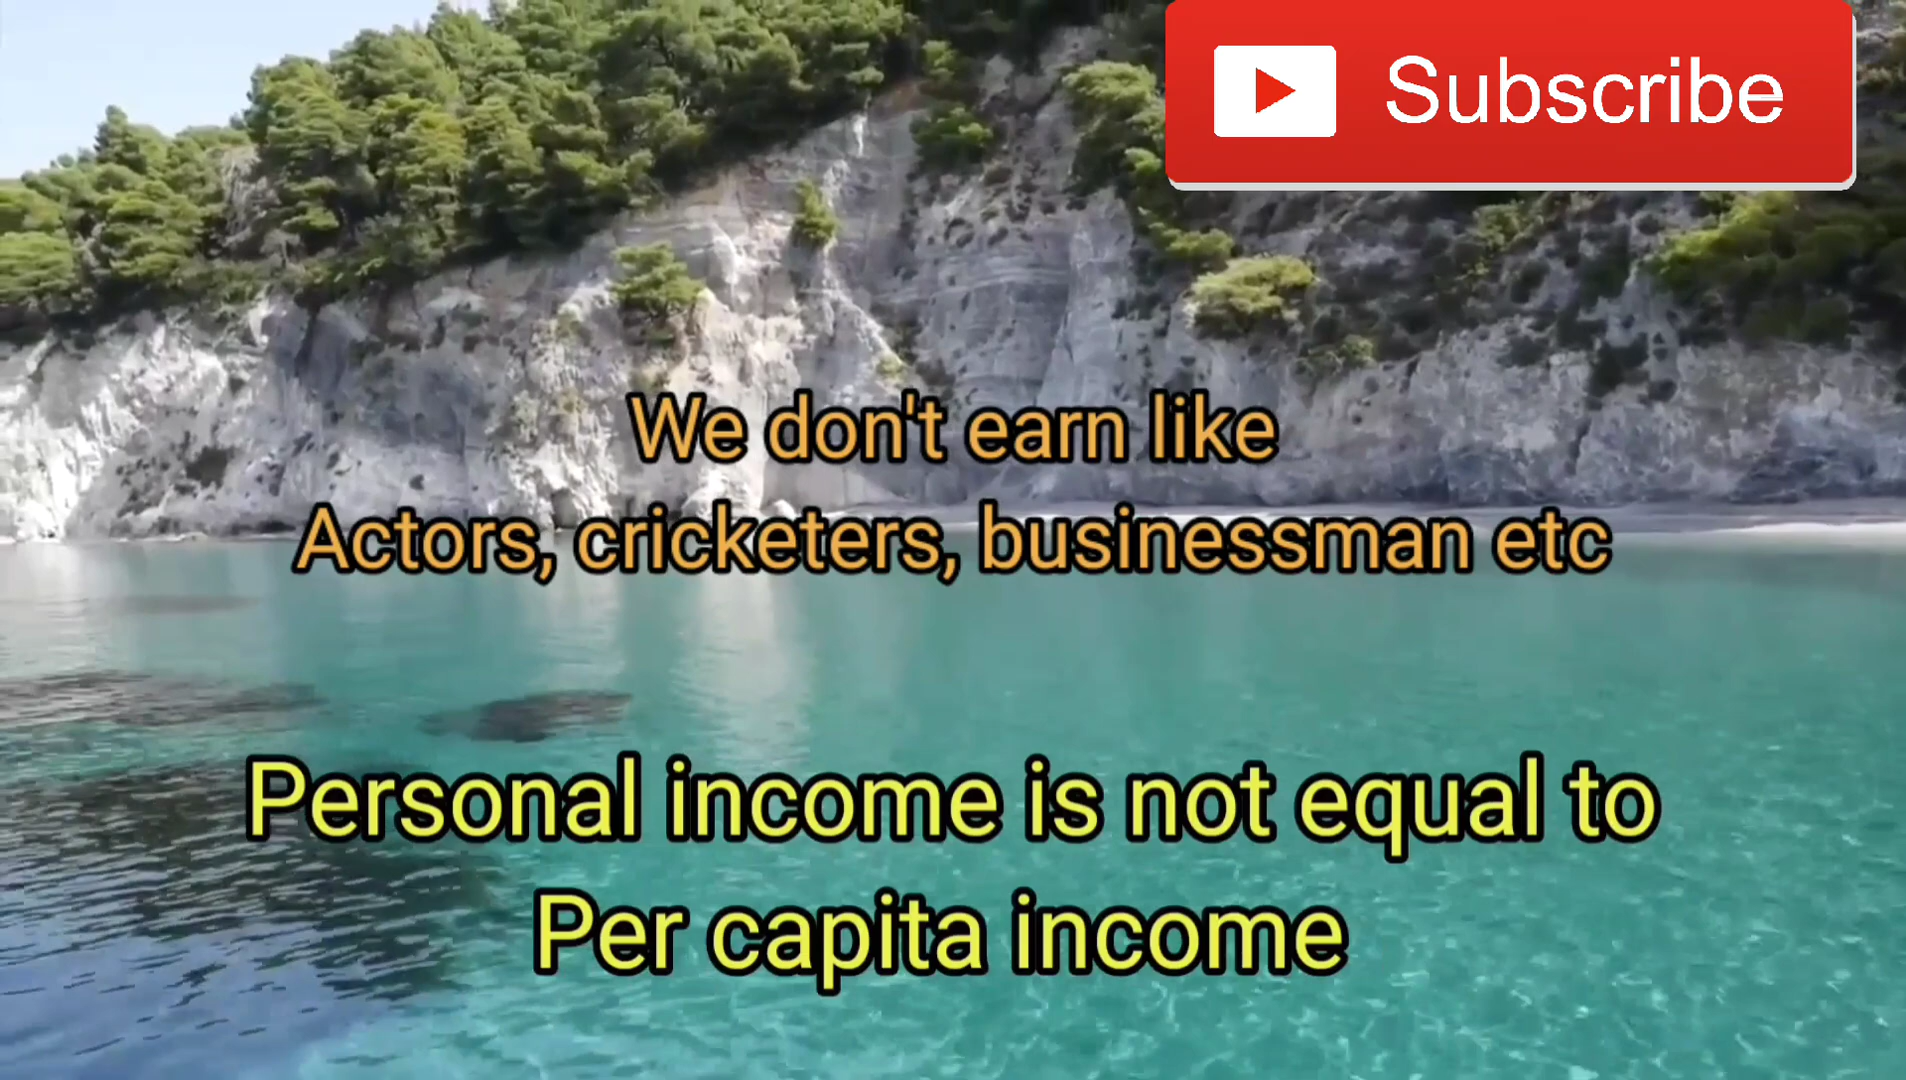 Subscribe
We don't earn like
Actors, cricketers, businessman etc
Personal income is not equal to
Per capita income